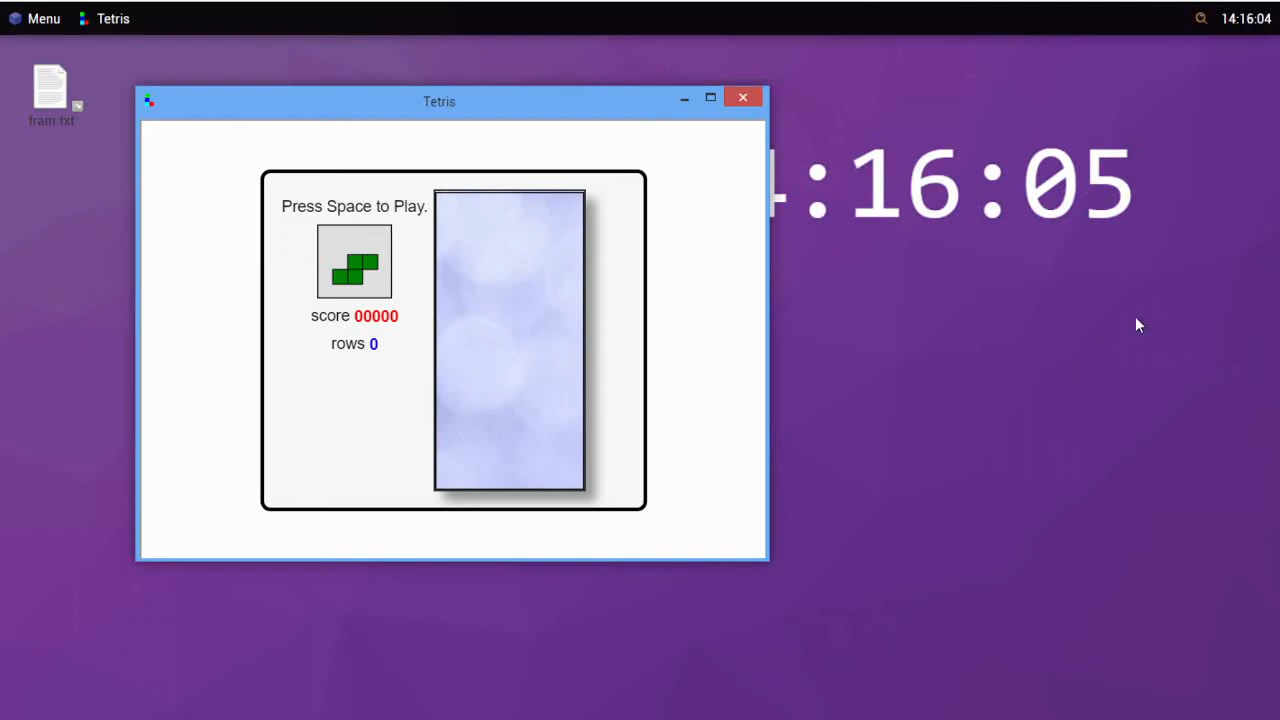 Menu
Tetris
14:16:04
fram.txt
Tetris
:16:05
Press Space to Play.
score 00000
rows 0